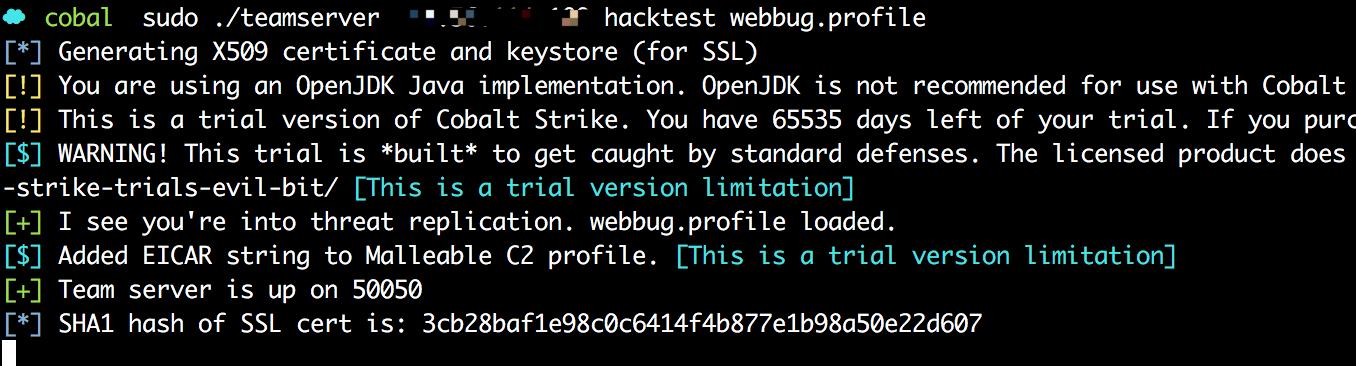 cobal sudo ./teamserver hacktest webbug.profile
[*] Generating X509 certificate and keystore (for SSL)
[!] You are using an OpenJDK Java implementation. OpenJDK is not recommended for use with Cobalt
[!] This is a trial version of Cobalt Strike. You have 65535 days left of your trial. If you purc
[$] WARNING! This trial is *built* to get caught by standard defenses. The licensed product does
-strike-trials-evil-bit/ [This is a trial version limitation]
[+] I see you're into threat replication. webbug.profile loaded.
[$] Added EICAR string to Malleable C2 profile. [This is a trial version limitation]
[+] Team server is up on 50050
[*] SHA1 hash of SSL cert is: 3cb28baf1e98c0c6414f4b877e1b98a50e22d607